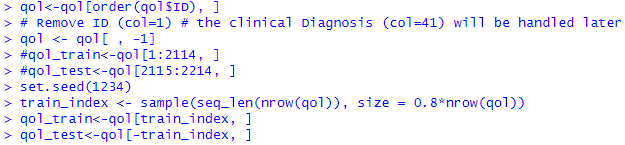 > qol<-qol[order(qol$ID), ]
> # Remove ID (col=1) # the clinical Diagnosis (col=41) will be handled later
> qol <- qol[ , -1]
> #qol_train<-qol[1:2114, ]
> #qol_test<-qol[2115:2214, ]
> set.seed(1234)
> train_index <- sample(seq_len(nrow(qol)), size = 0.8*nrow(qol))
> qol_train<-qol[train_index, ]
> qol_test<-qol[-train_index, ]